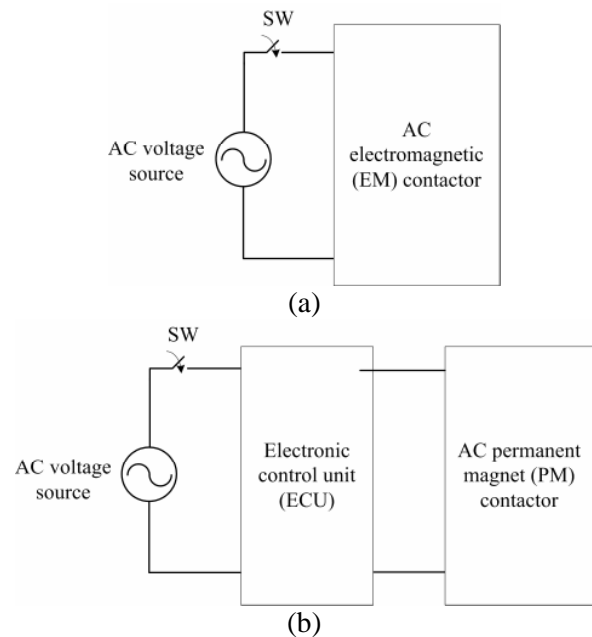 SW
AC voltage
source
AC
electromagnetic
(EM) contactor
(a)
SW
AC voltage
source
Electronic
control unit
(ECU)
AC permanent
magnet (PM)
contactor
(b)